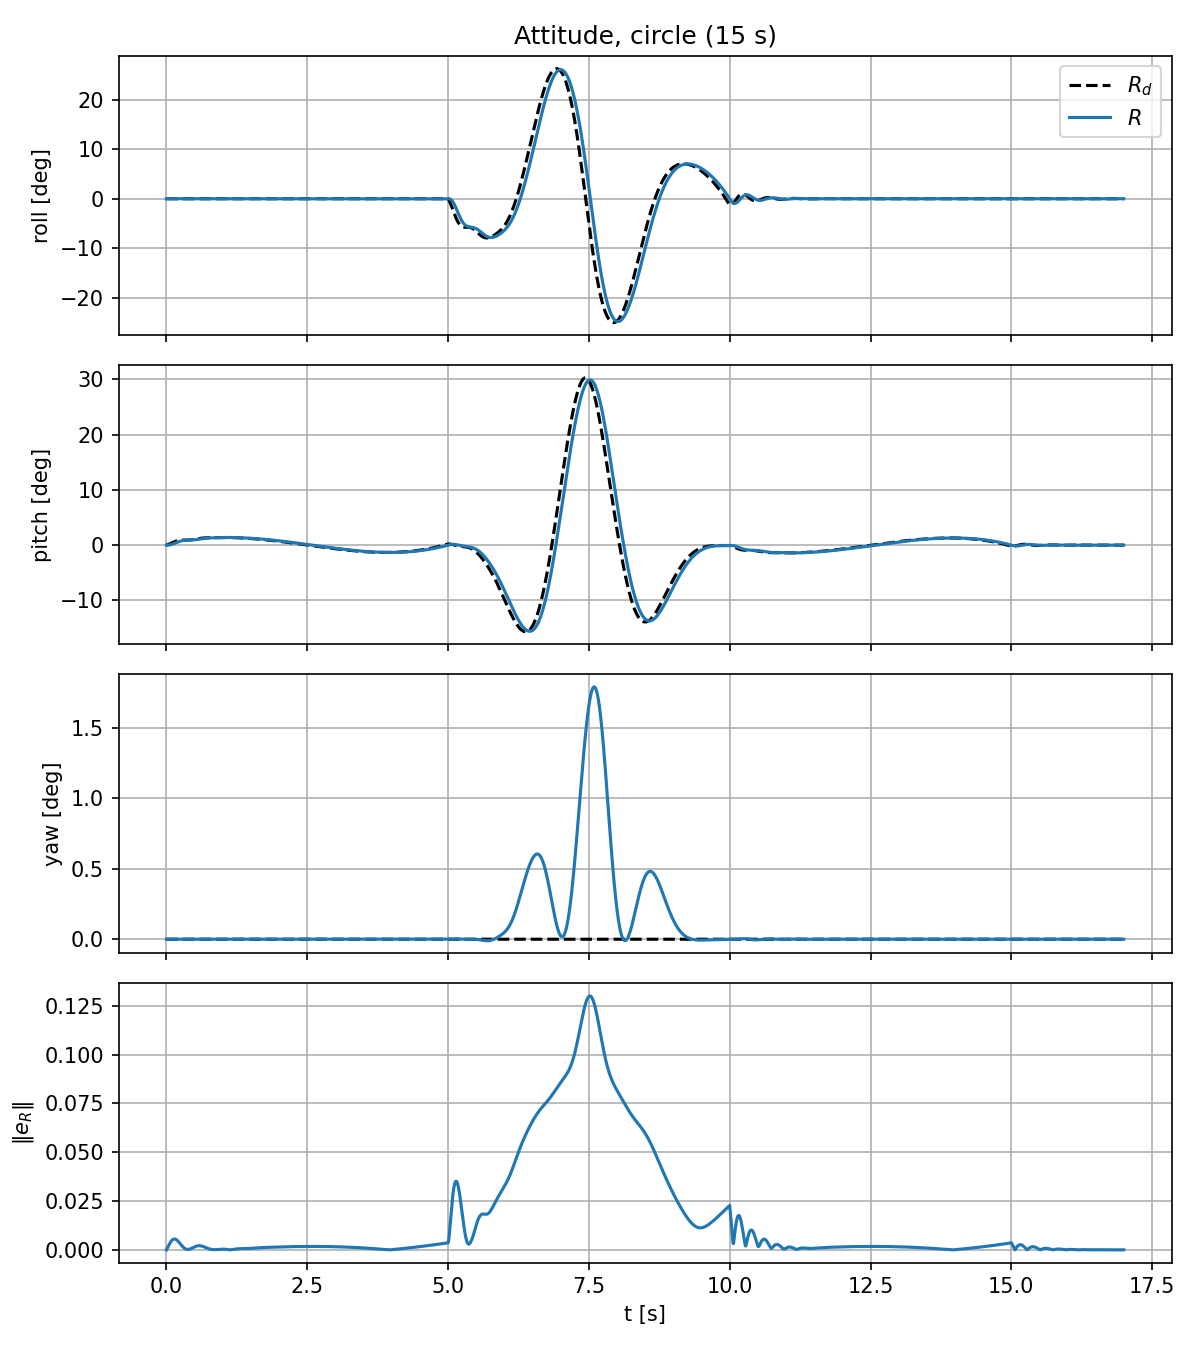 Attitude, circle (15 s)
R_d
R
roll [deg]
20
10
0
−10
−20
pitch [deg]
30
20
10
0
−10
yaw [deg]
1.5
1.0
0.5
0.0
‖e_R‖
0.125
0.100
0.075
0.050
0.025
0.000
0.0 2.5 5.0 7.5 10.0 12.5 15.0 17.5
t [s]